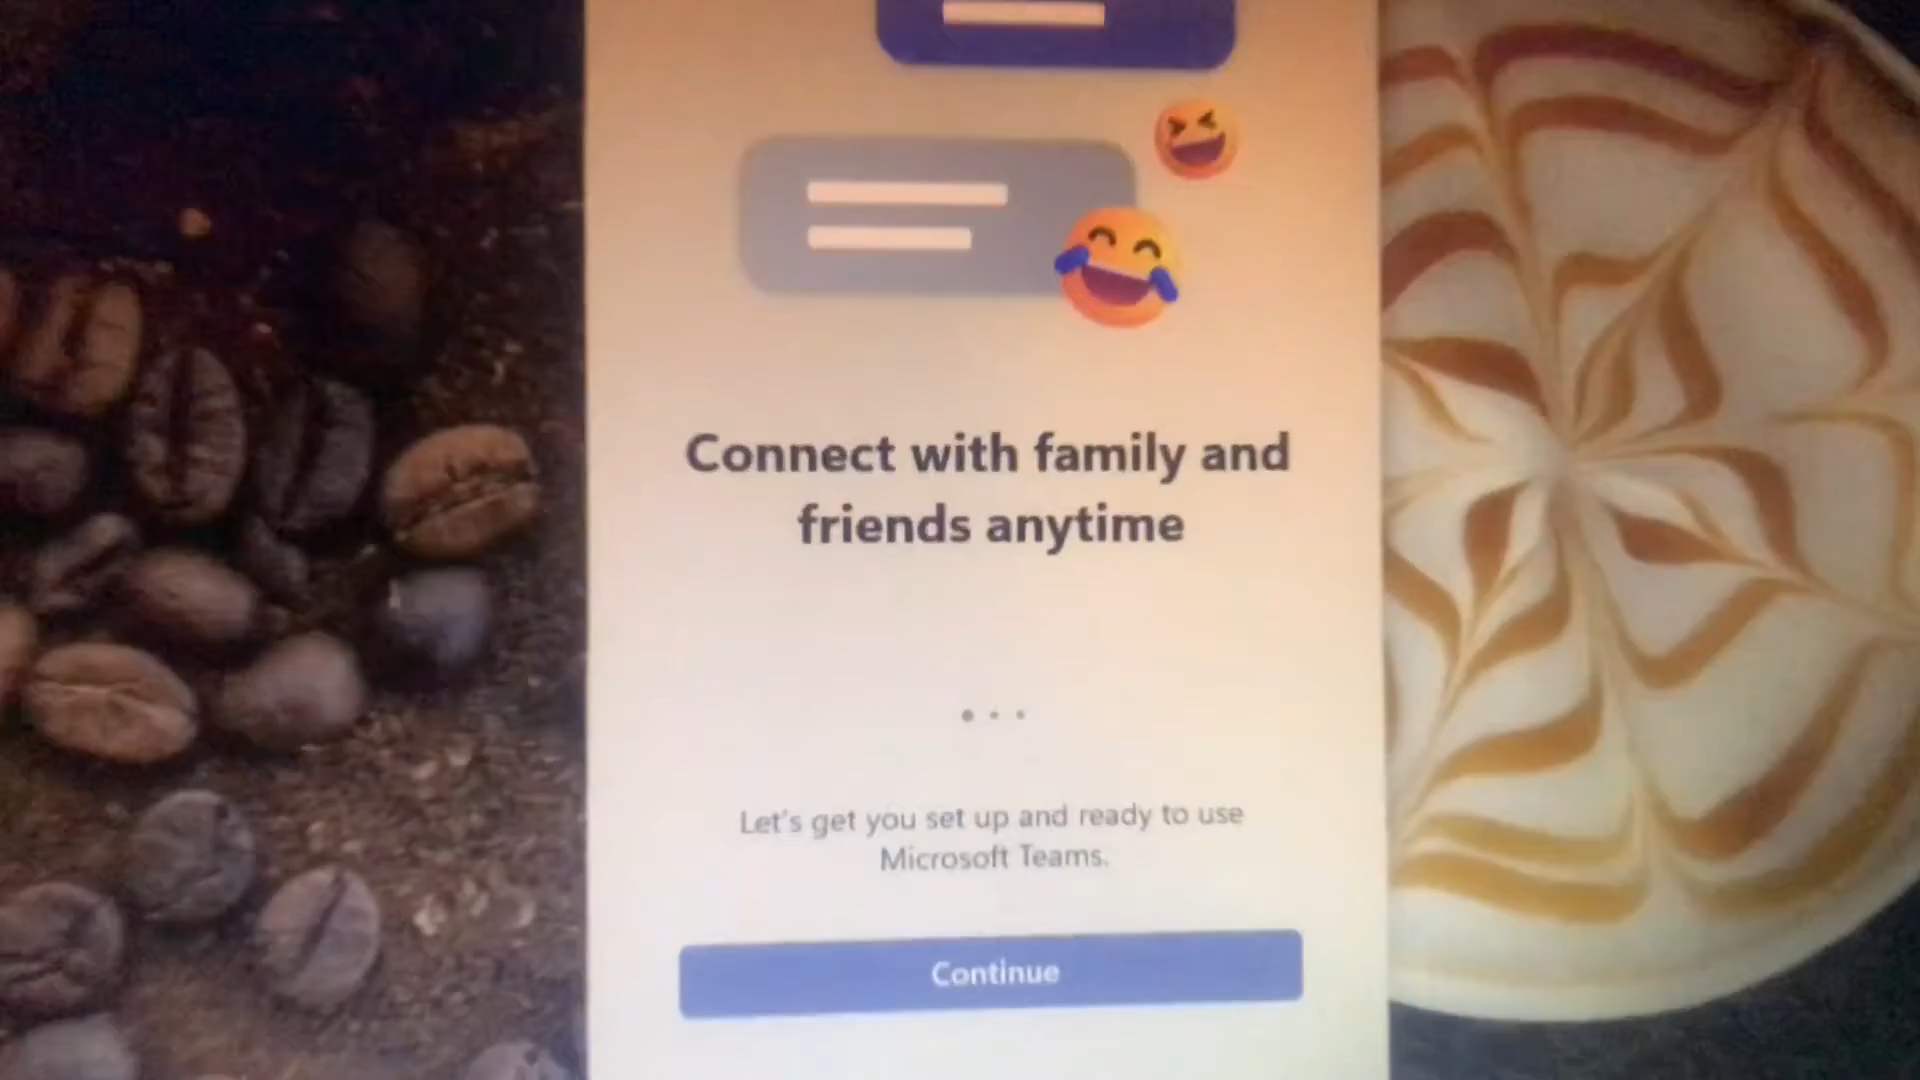 Connect with family and
friends anytime
Let's get you set up and ready to use
Microsoft Teams.
Continue